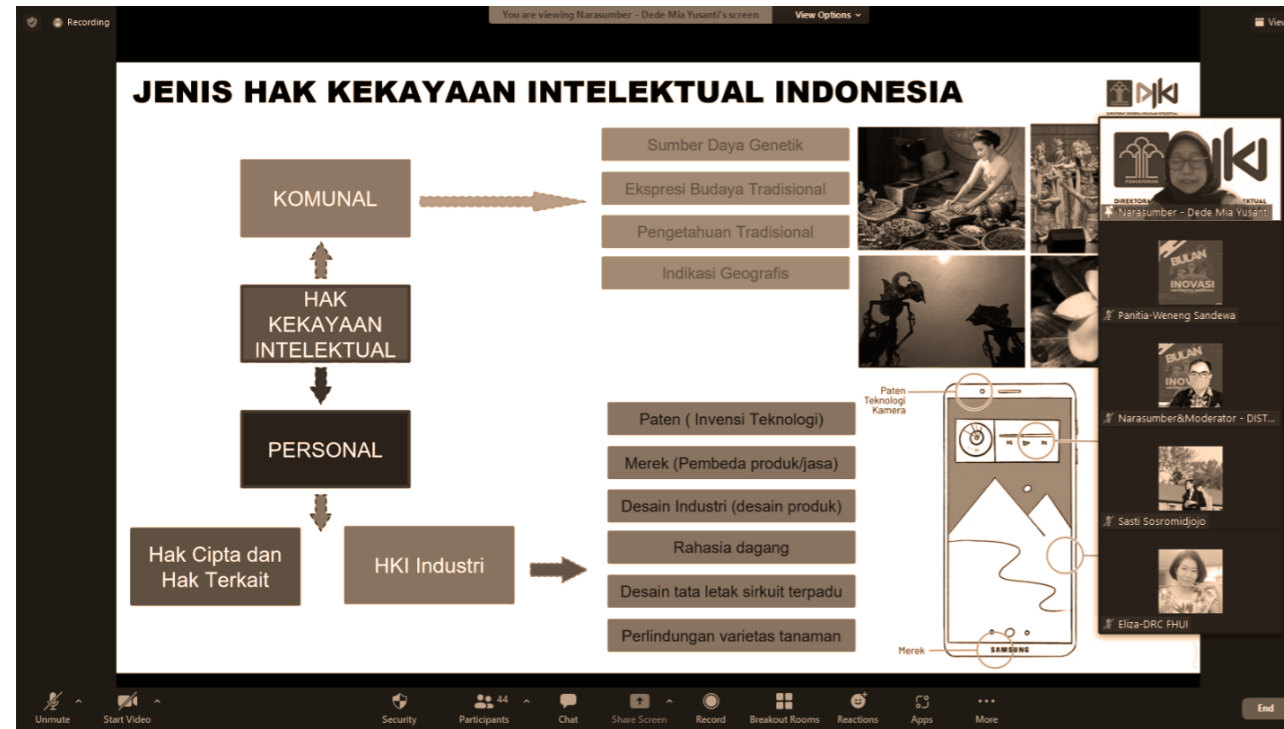 Recording
You are viewing Narasumber - Dede Mia Yusanti's screen
View Options
View
JENIS HAK KEKAYAAN INTELEKTUAL INDONESIA
KOMUNAL
HAK
KEKAYAAN
INTELEKTUAL
PERSONAL
Hak Cipta dan
Hak Terkait
HKI Industri
Sumber Daya Genetik
Ekspresi Budaya Tradisional
Pengetahuan Tradisional
Indikasi Geografis
Paten ( Invensi Teknologi)
Merek (Pembeda produk/jasa)
Desain Industri (desain produk)
Rahasia dagang
Desain tata letak sirkuit terpadu
Perlindungan varietas tanaman
Paten
Teknologi
Kamera
Merek
SAMSUNG
PENGAYOMAN
Narasumber - Dede Mia Yusanti
BULAN
INOVASI
Panitia-Weneng Sandewa
BULAN
Narasumber&Moderator - DIST...
Sasti Sosromidjojo
Eliza-DRC FHUI
Unmute
Start Video
Security
44
Participants
Chat
Share Screen
Record
Breakout Rooms
Reactions
Apps
More
End